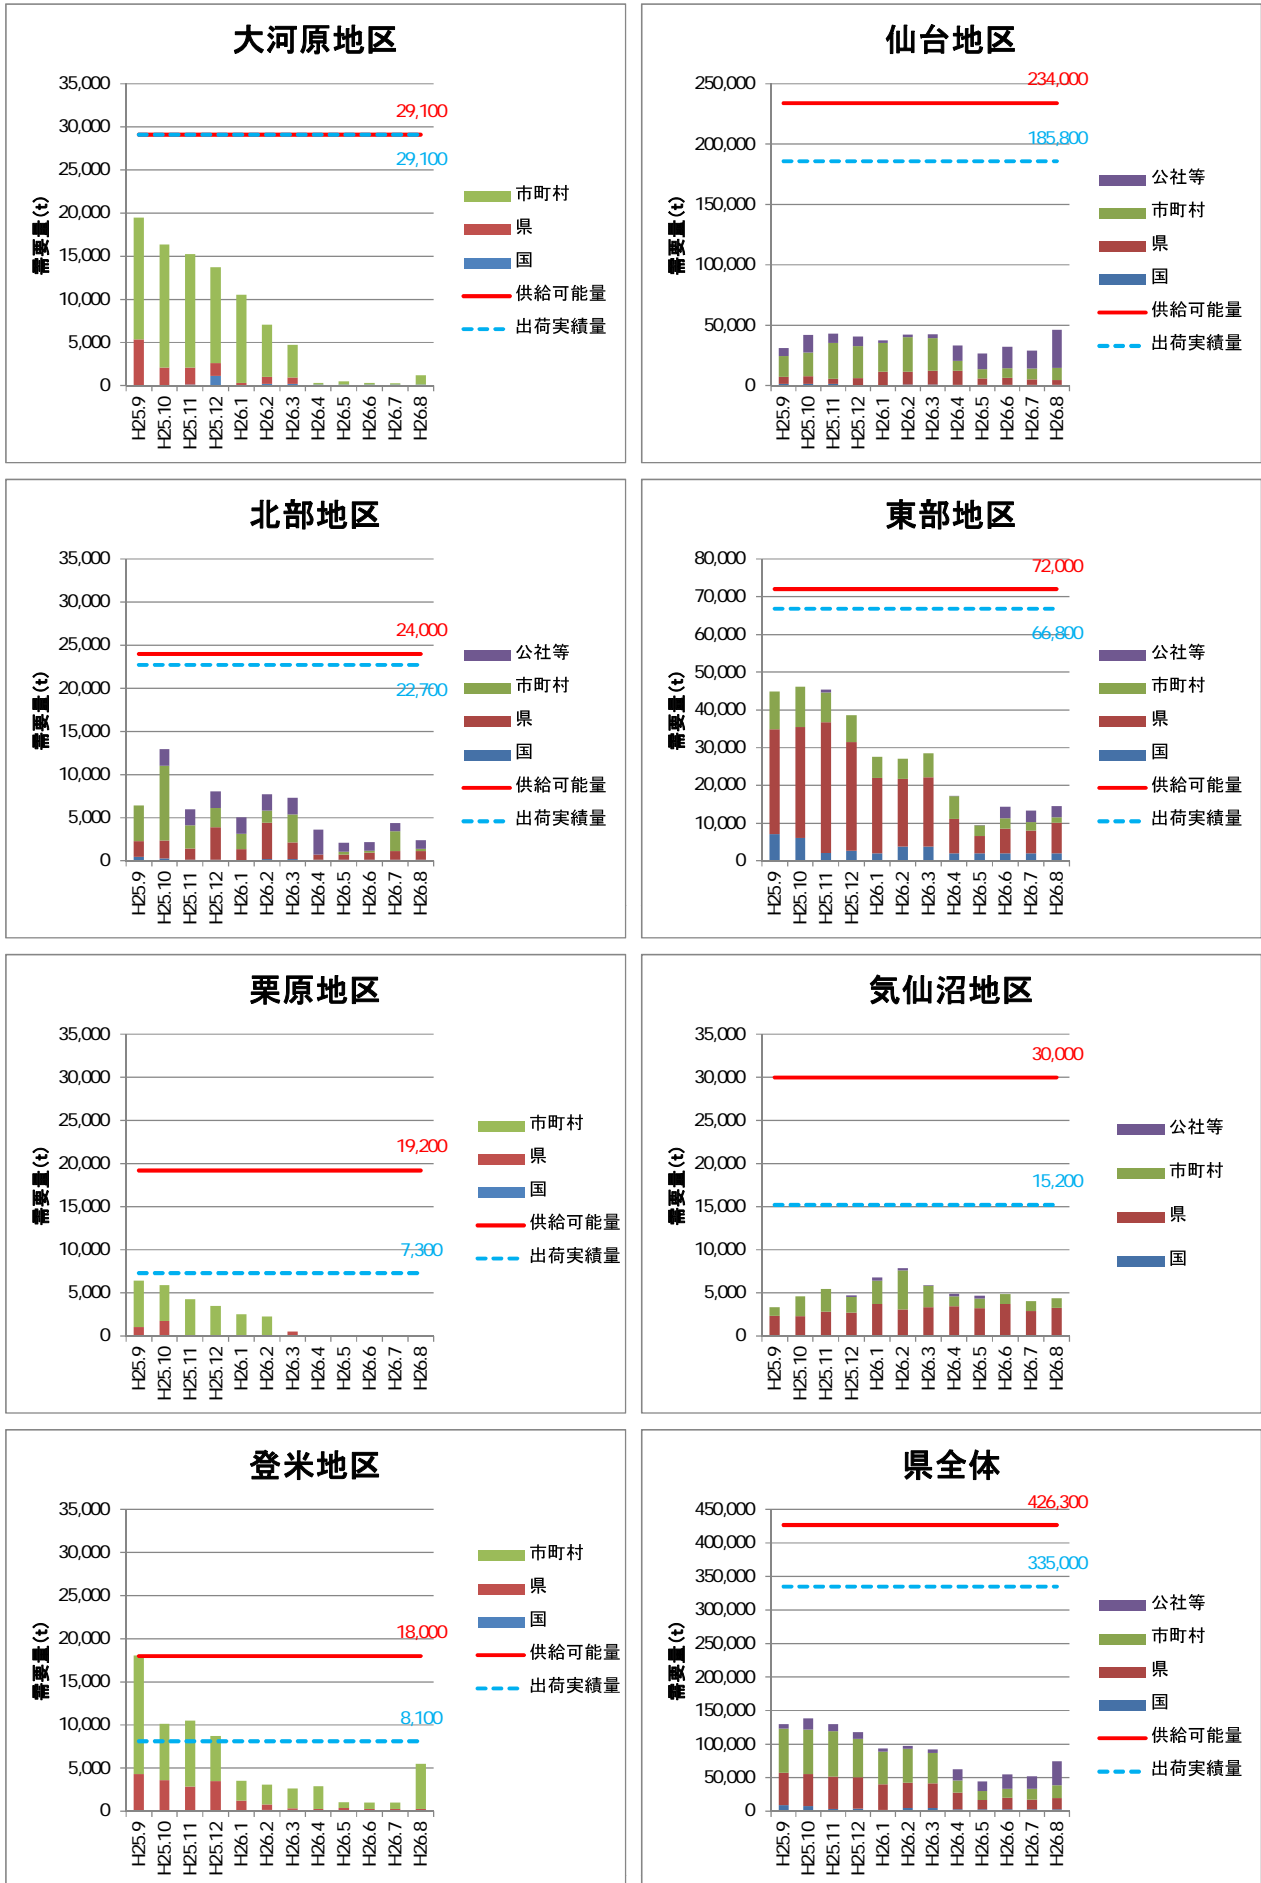 大河原地区
需要量(t)
35,000
30,000
25,000
20,000
15,000
10,000
5,000
0
29,100
29,100
H25.9
H25.10
H25.11
H25.12
H26.1
H26.2
H26.3
H26.4
H26.5
H26.6
H26.7
H26.8
市町村
県
国
供給可能量
出荷実績量
仙台地区
需要量(t)
250,000
200,000
150,000
100,000
50,000
0
234,000
185,800
H25.9
H25.10
H25.11
H25.12
H26.1
H26.2
H26.3
H26.4
H26.5
H26.6
H26.7
H26.8
公社等
市町村
県
国
供給可能量
出荷実績量
北部地区
需要量(t)
35,000
30,000
25,000
20,000
15,000
10,000
5,000
0
24,000
22,700
H25.9
H25.10
H25.11
H25.12
H26.1
H26.2
H26.3
H26.4
H26.5
H26.6
H26.7
H26.8
公社等
市町村
県
国
供給可能量
出荷実績量
東部地区
需要量(t)
80,000
70,000
60,000
50,000
40,000
30,000
20,000
10,000
0
72,000
66,800
H25.9
H25.10
H25.11
H25.12
H26.1
H26.2
H26.3
H26.4
H26.5
H26.6
H26.7
H26.8
公社等
市町村
県
国
供給可能量
出荷実績量
栗原地区
需要量(t)
35,000
30,000
25,000
20,000
15,000
10,000
5,000
0
19,200
7,300
H25.9
H25.10
H25.11
H25.12
H26.1
H26.2
H26.3
H26.4
H26.5
H26.6
H26.7
H26.8
市町村
県
国
供給可能量
出荷実績量
気仙沼地区
需要量(t)
35,000
30,000
25,000
20,000
15,000
10,000
5,000
0
30,000
15,200
H25.9
H25.10
H25.11
H25.12
H26.1
H26.2
H26.3
H26.4
H26.5
H26.6
H26.7
H26.8
公社等
市町村
県
国
登米地区
需要量(t)
35,000
30,000
25,000
20,000
15,000
10,000
5,000
0
18,000
8,100
H25.9
H25.10
H25.11
H25.12
H26.1
H26.2
H26.3
H26.4
H26.5
H26.6
H26.7
H26.8
市町村
県
国
供給可能量
出荷実績量
県全体
需要量(t)
450,000
400,000
350,000
300,000
250,000
200,000
150,000
100,000
50,000
0
426,300
335,000
H25.9
H25.10
H25.11
H25.12
H26.1
H26.2
H26.3
H26.4
H26.5
H26.6
H26.7
H26.8
公社等
市町村
県
国
供給可能量
出荷実績量